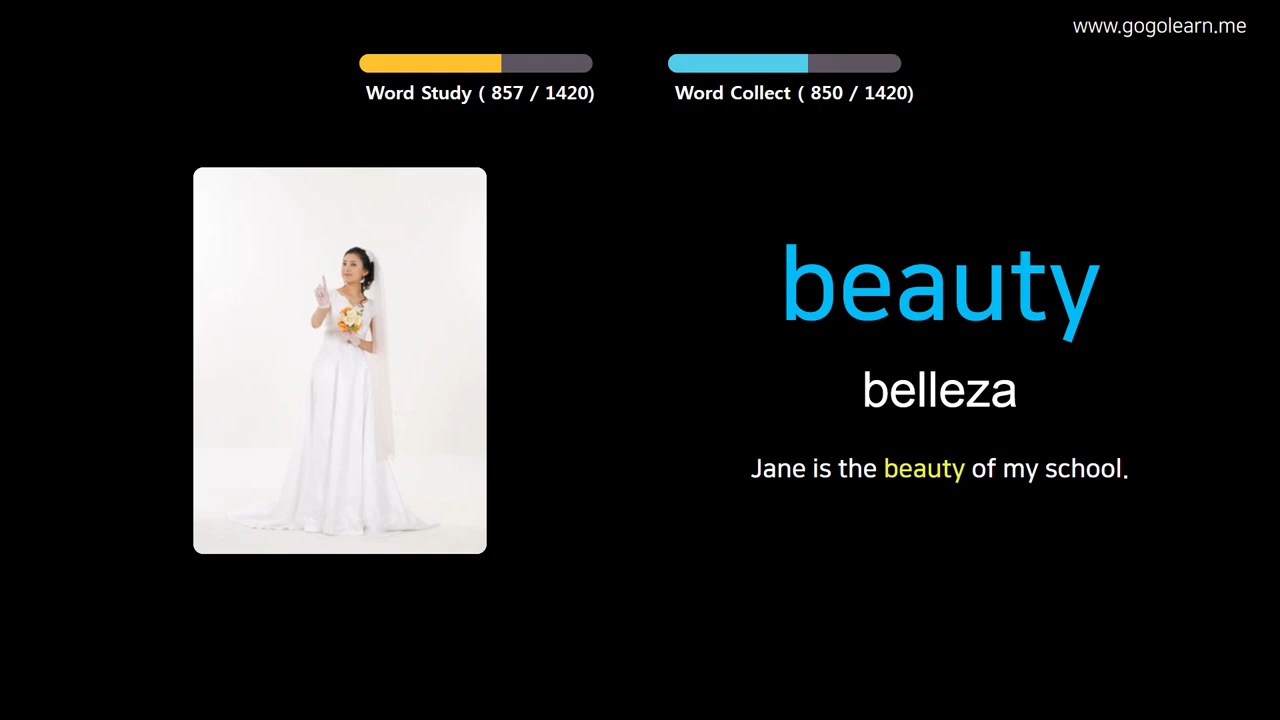 www.gogolearn.me
Word Study ( 857 / 1420)
Word Collect ( 850 / 1420)
beauty
belleza
Jane is the beauty of my school.